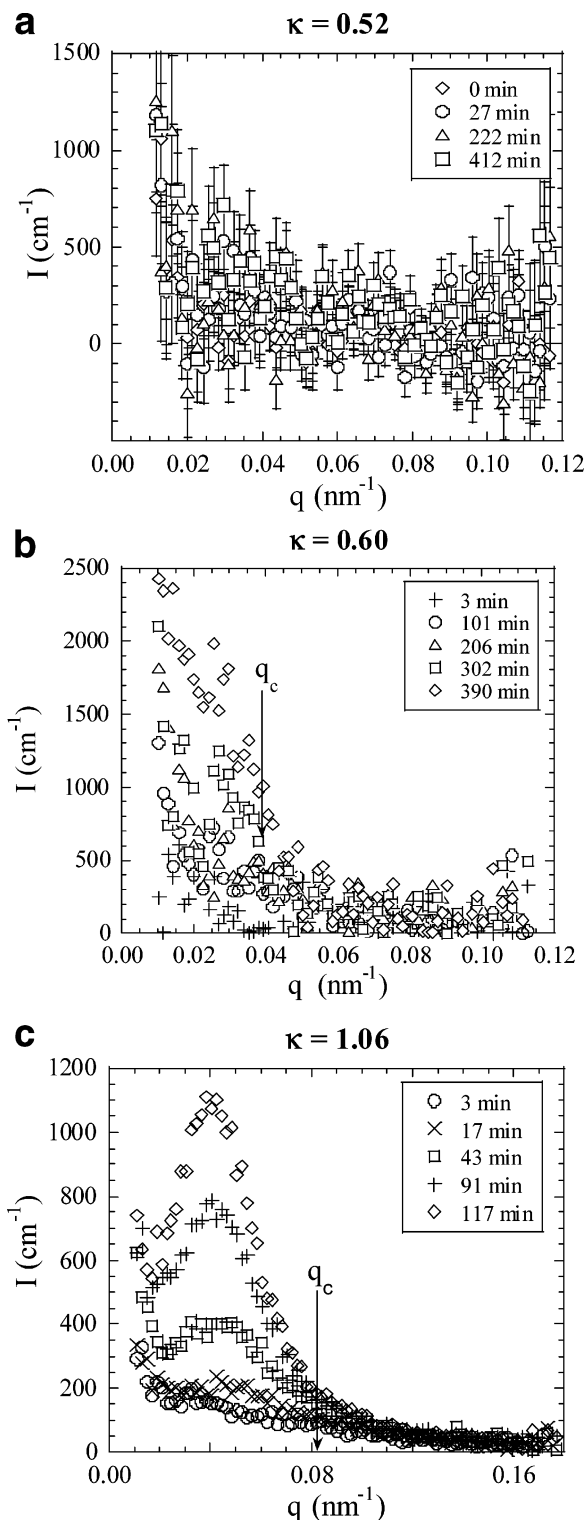 a
κ = 0.52
1500
1000
500
0
I (cm⁻¹)
0 min
27 min
222 min
412 min
0.00 0.02 0.04 0.06 0.08 0.10 0.12
q (nm⁻¹)
b
κ = 0.60
2500
2000
1500
1000
500
0
I (cm⁻¹)
3 min
101 min
206 min
302 min
390 min
q_c
0.00 0.02 0.04 0.06 0.08 0.10 0.12
q (nm⁻¹)
c
κ = 1.06
1200
1000
800
600
400
200
0
I (cm⁻¹)
3 min
17 min
43 min
91 min
117 min
q_c
0.00 0.08 0.16
q (nm⁻¹)